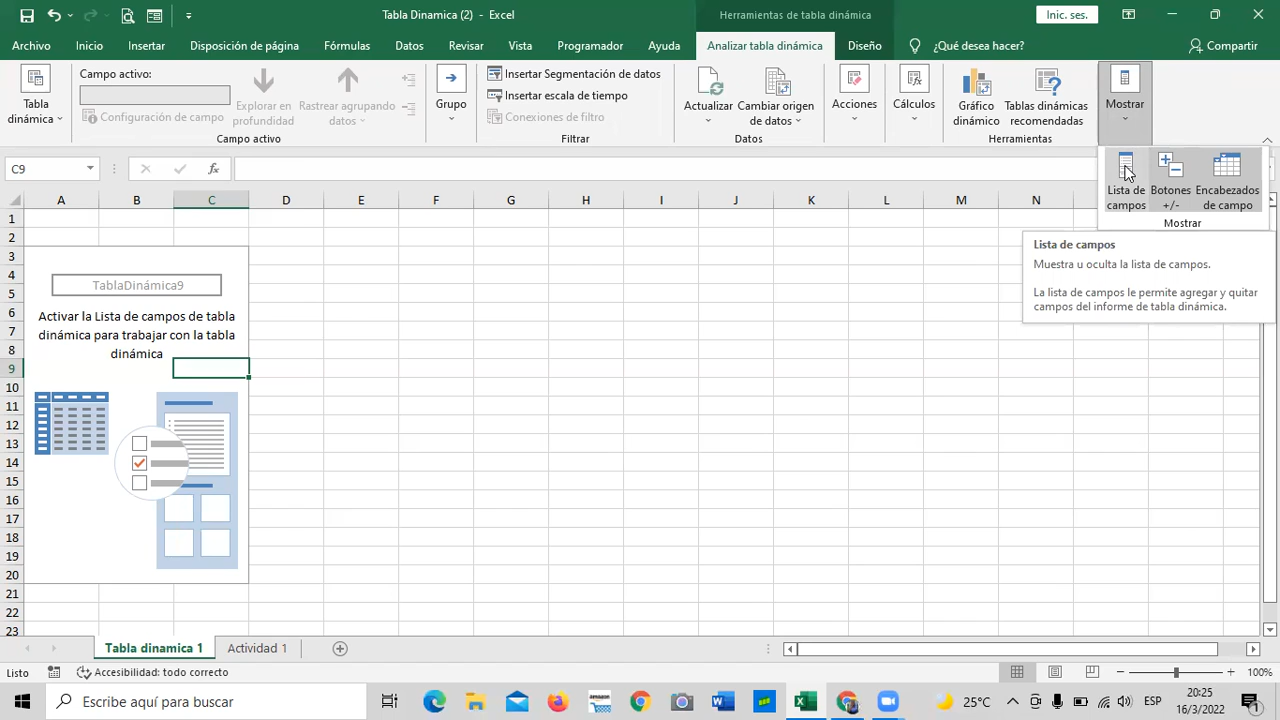 Tabla Dinamica (2) - Excel
Herramientas de tabla dinámica
Inic. ses.
Archivo Inicio Insertar Disposición de página Fórmulas Datos Revisar Vista Programador Ayuda Analizar tabla dinámica Diseño ¿Qué desea hacer? Compartir
Tabla
dinámica
Campo activo:
Configuración de campo
Explorar en
profundidad
Rastrear agrupando
datos
Campo activo
Grupo
Insertar Segmentación de datos
Insertar escala de tiempo
Conexiones de filtro
Filtrar
Actualizar
Cambiar origen
de datos
Datos
Acciones
Cálculos
Gráfico
dinámico
Tablas dinámicas
recomendadas
Herramientas
Mostrar
C9
fx
Lista de
campos
Botones
+/-
Encabezados
de campo
Mostrar
Lista de campos
Muestra u oculta la lista de campos.
La lista de campos le permite agregar y quitar
campos del informe de tabla dinámica.
A B C D E F G H I J K L M N
1
2
3
4
5
6
7
8
9
10
11
12
13
14
15
16
17
18
19
20
21
22
23
TablaDinámica9
Activar la Lista de campos de tabla
dinámica para trabajar con la tabla
dinámica
Tabla dinamica 1 Actividad 1
Listo Accesibilidad: todo correcto 100%
Escribe aquí para buscar
25°C
ESP
20:25
16/3/2022